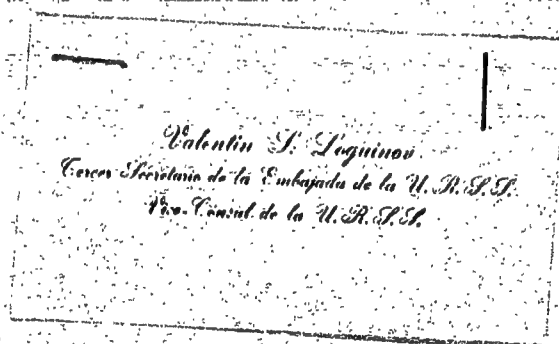 Valentin S. Loguinov
Tercer Secretario de la Embajada de la U.R.S.S.
Vice-Consul de la U.R.S.S.